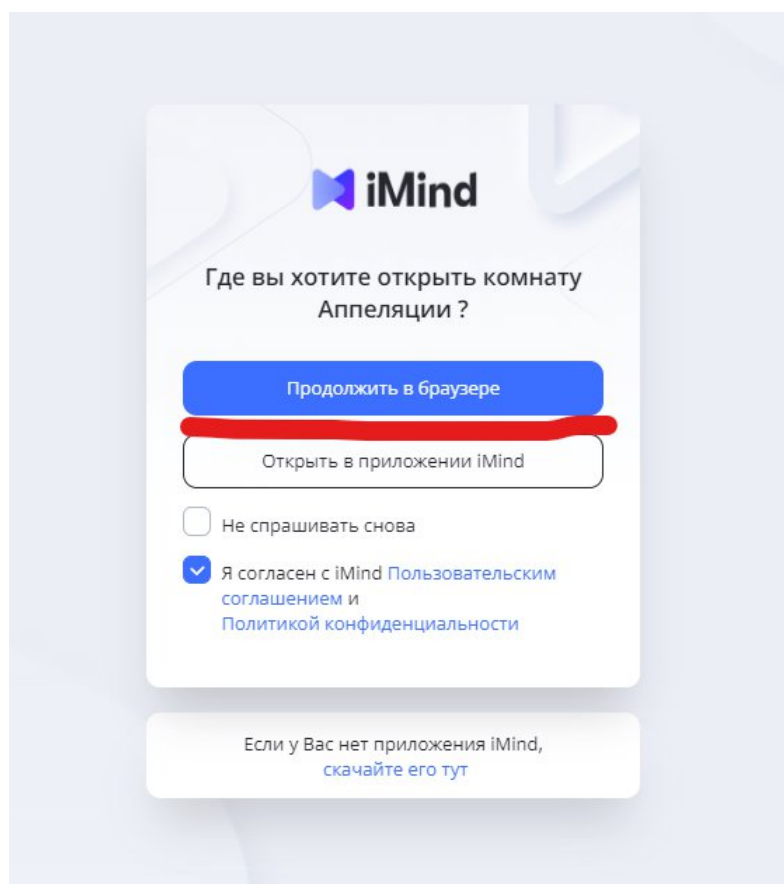 iMind
Где вы хотите открыть комнату
Аппеляции ?
Продолжить в браузере
Открыть в приложении iMind
Не спрашивать снова
Я согласен с iMind Пользовательским
соглашением и
Политикой конфиденциальности
Если у Вас нет приложения iMind,
скачайте его тут